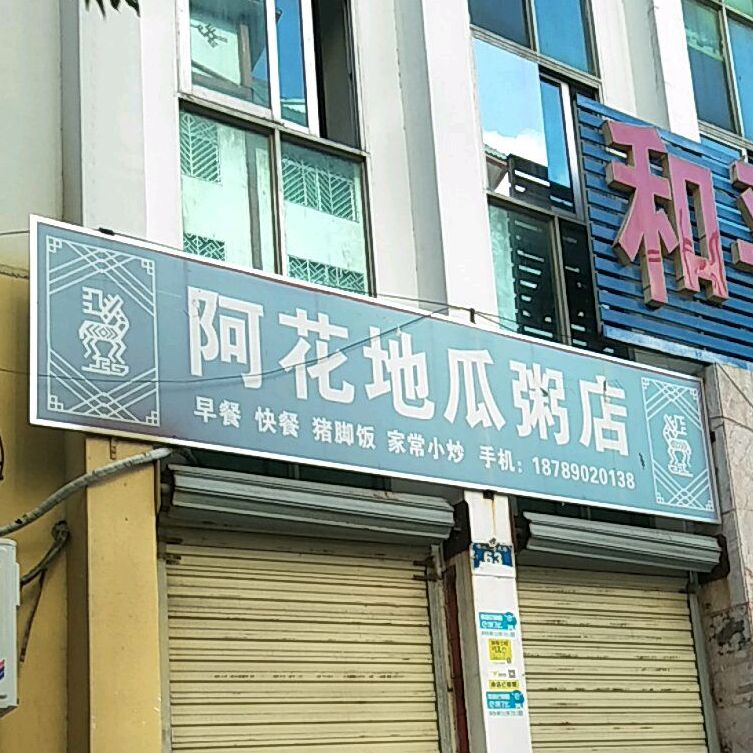 和
阿花地瓜粥店
早餐 快餐 猪脚饭 家常小炒 手机：18789020138
63